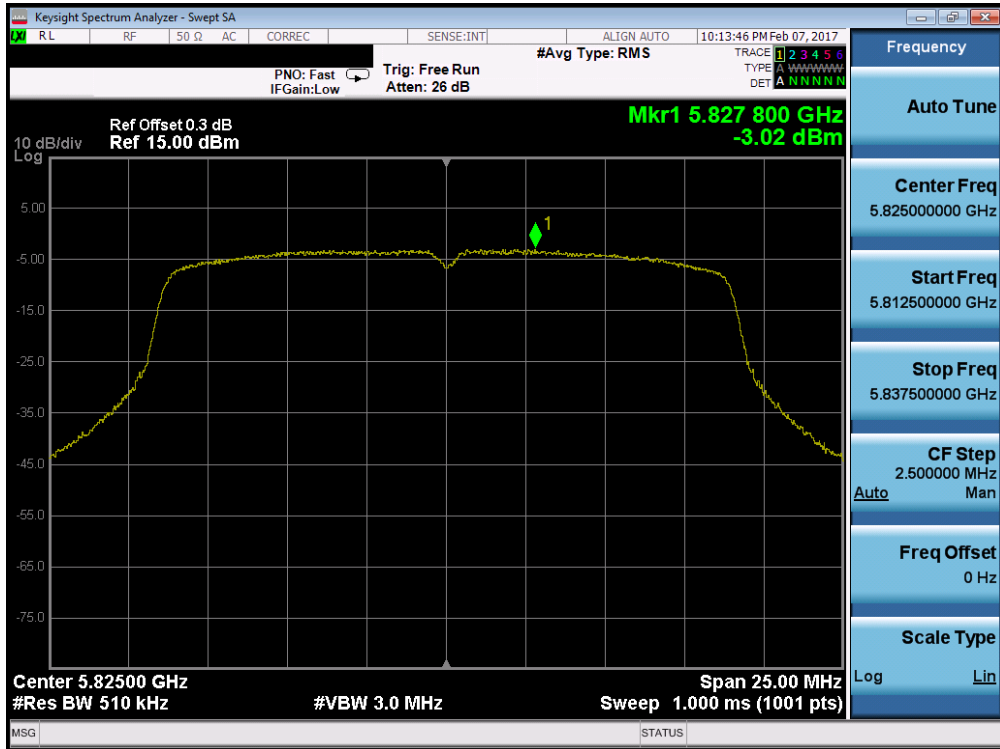 Keysight Spectrum Analyzer - Swept SA
LXI RL RF 50 Ω AC CORREC SENSE:INT ALIGN AUTO 10:13:46 PM Feb 07, 2017
#Avg Type: RMS
TRACE 1 2 3 4 5 6
PNO: Fast Trig: Free Run
TYPE A WWWWW
IFGain:Low Atten: 26 dB
DET A N N N N N
Mkr1 5.827 800 GHz
-3.02 dBm
Ref Offset 0.3 dB
10 dB/div Ref 15.00 dBm
Log
5.00
1
-5.00
-15.0
-25.0
-35.0
-45.0
-55.0
-65.0
-75.0
Center 5.82500 GHz Span 25.00 MHz
#Res BW 510 kHz #VBW 3.0 MHz Sweep 1.000 ms (1001 pts)
MSG STATUS
Frequency
Auto Tune
Center Freq
5.825000000 GHz
Start Freq
5.812500000 GHz
Stop Freq
5.837500000 GHz
CF Step
2.500000 MHz
Auto Man
Freq Offset
0 Hz
Scale Type
Log Lin